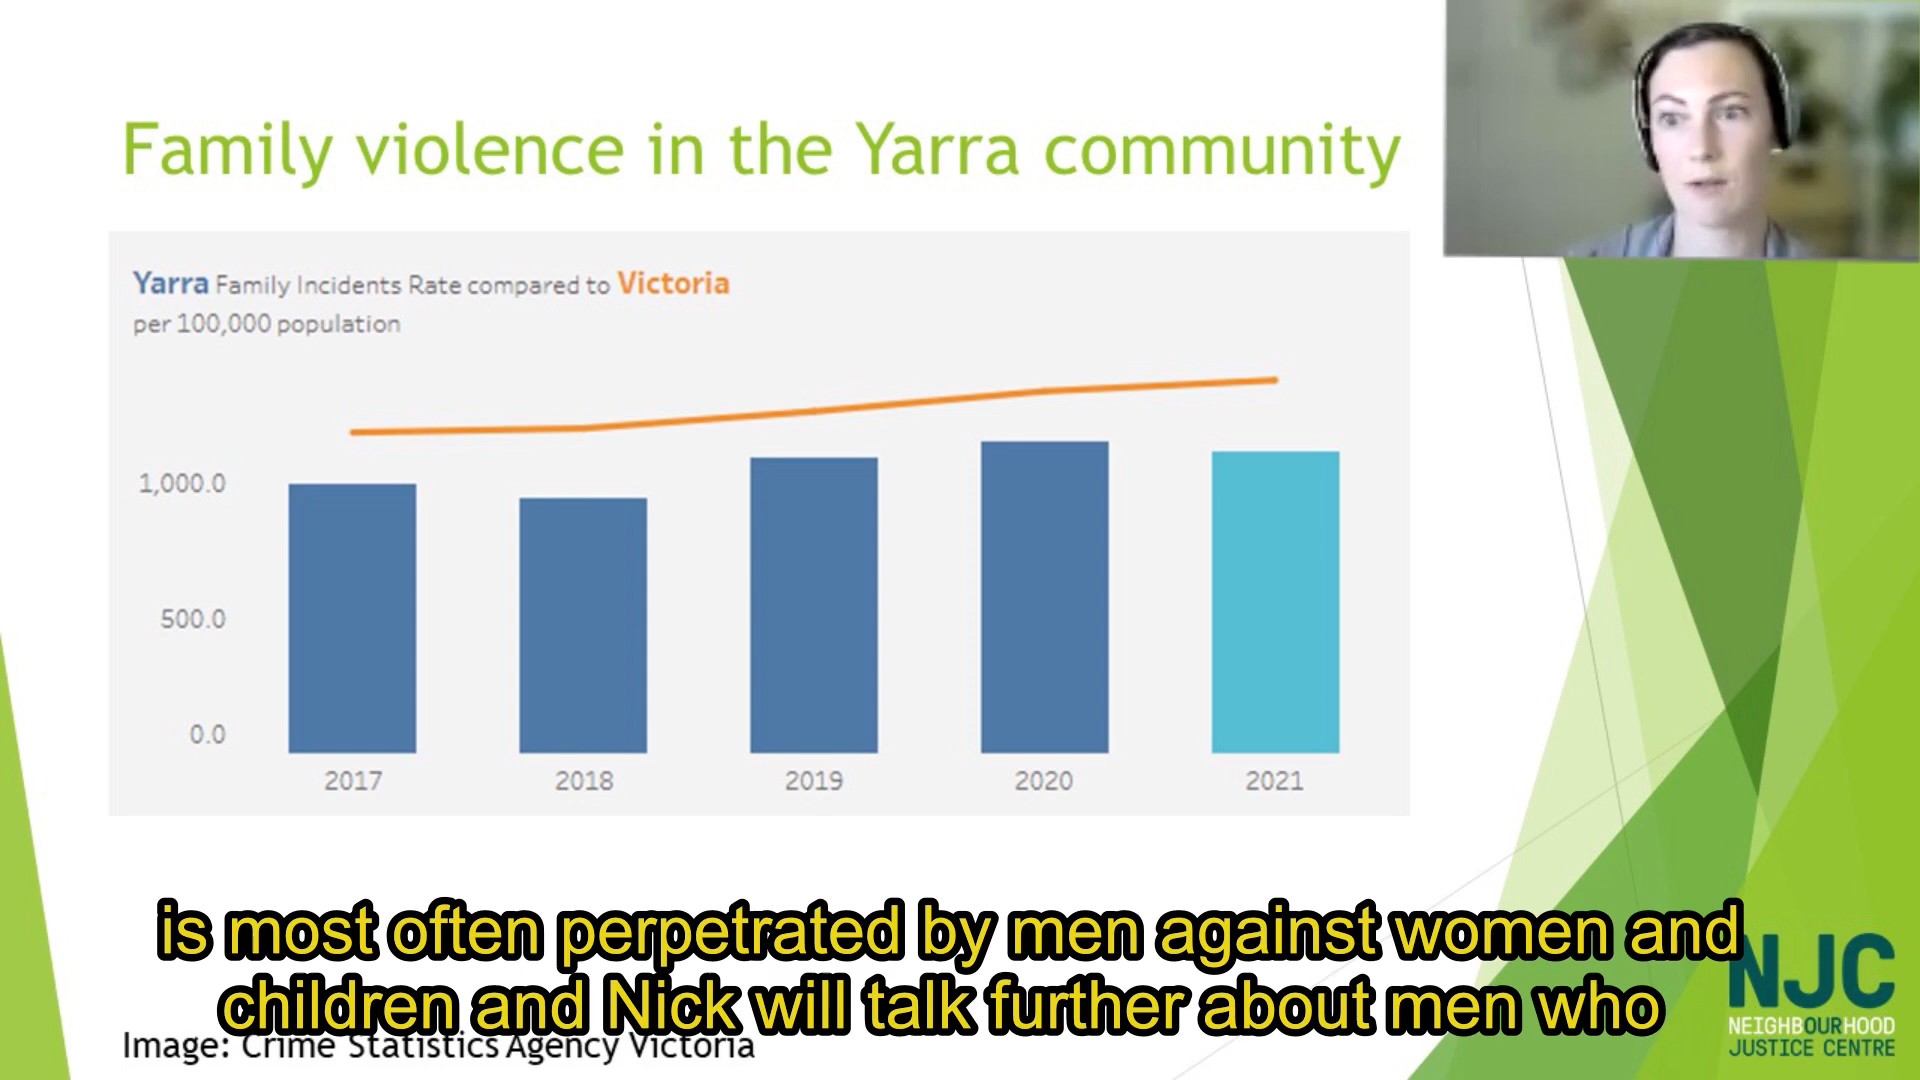 Family violence in the Yarra community
Yarra Family Incidents Rate compared to Victoria
per 100,000 population
1,000.0
500.0
0.0
2017 2018 2019 2020 2021
is most often perpetrated by men against women and
children and Nick will talk further about men who
Image: Crime Statistics Agency Victoria
NJC
NEIGHBOURHOOD
JUSTICE CENTRE